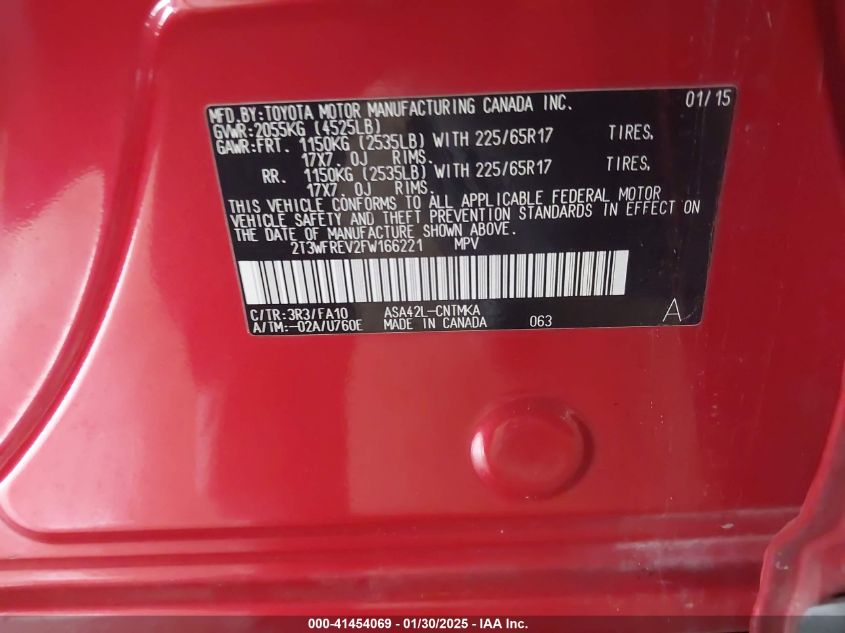 MFD.BY:TOYOTA MOTOR MANUFACTURING CANADA INC. 01/15
GVWR:2055KG (4525LB)
GAWR:FRT. 1150KG (2535LB) WITH 225/65R17 TIRES,
17X7.0J RIMS.
RR. 1150KG (2535LB) WITH 225/65R17 TIRES,
17X7.0J RIMS.
THIS VEHICLE CONFORMS TO ALL APPLICABLE FEDERAL MOTOR
VEHICLE SAFETY AND THEFT PREVENTION STANDARDS IN EFFECT ON
THE DATE OF MANUFACTURE SHOWN ABOVE.
2T3WFREV2FW166221 MPV
C/TR:3R3/FA10 ASA42L-CNTMKA
A/TM:-02A/U760E MADE IN CANADA 063 A
000-41454069 - 01/30/2025 - IAA Inc.